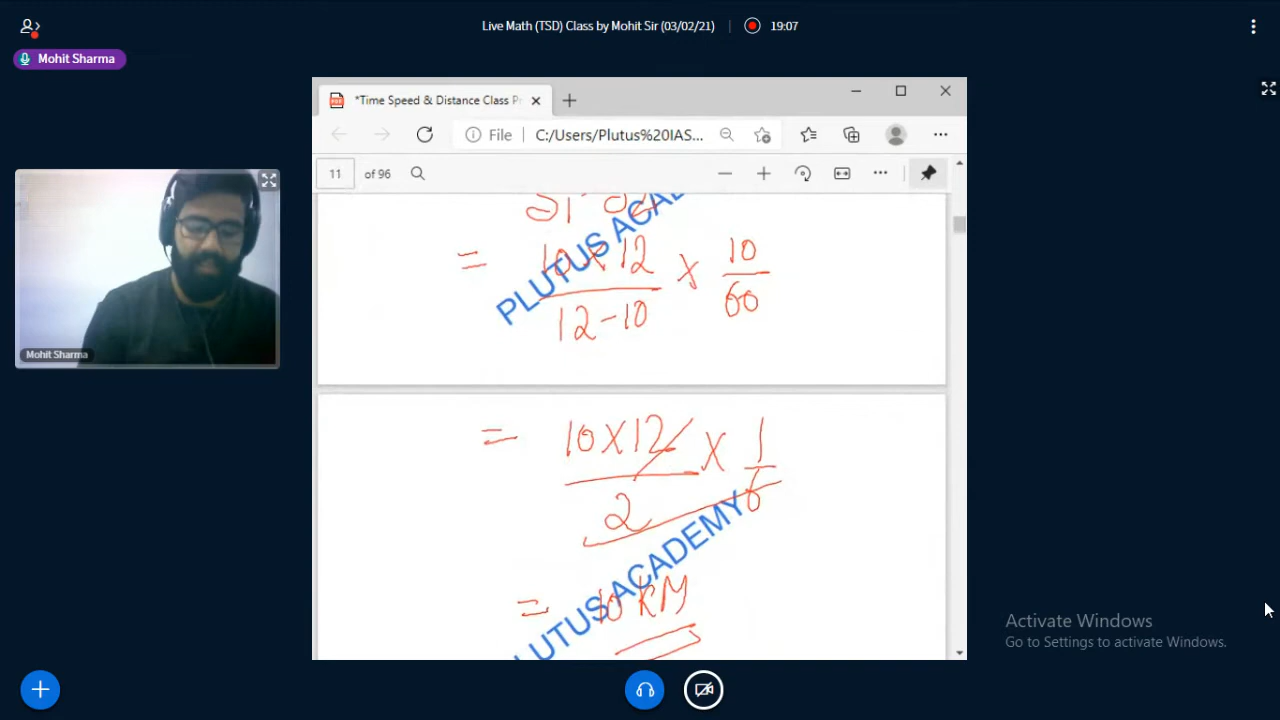 Live Math (TSD) Class by Mohit Sir (03/02/21) | 19:07
Mohit Sharma
*Time Speed & Distance Class Pr
File | C:/Users/Plutus%20IAS...
11 of 96
= 10 x 12 / 12 - 10 x 10 / 60
PLUTUS ACAD
= 10 x 12 / 2 x 1 / 6
PLUTUS ACADEMY
= 10 KM
Mohit Sharma
Activate Windows
Go to Settings to activate Windows.